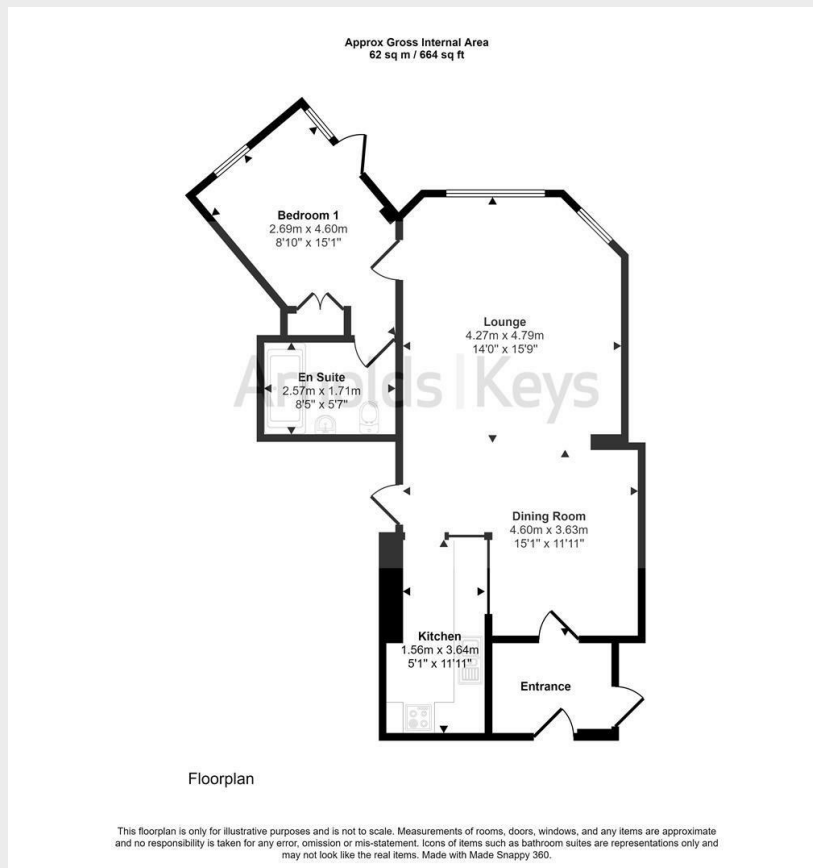 Approx Gross Internal Area
62 sq m / 664 sq ft
Bedroom 1
2.69m x 4.60m
8'10" x 15'1"
Lounge
4.27m x 4.79m
14'0" x 15'9"
En Suite
2.57m x 1.71m
8'5" x 5'7"
Arnolds | Keys
Dining Room
4.60m x 3.63m
15'1" x 11'11"
Kitchen
1.56m x 3.64m
5'1" x 11'11"
Entrance
Floorplan
This floorplan is only for illustrative purposes and is not to scale. Measurements of rooms, doors, windows, and any items are approximate
and no responsibility is taken for any error, omission or mis-statement. Icons of items such as bathroom suites are representations only and
may not look like the real items. Made with Made Snappy 360.